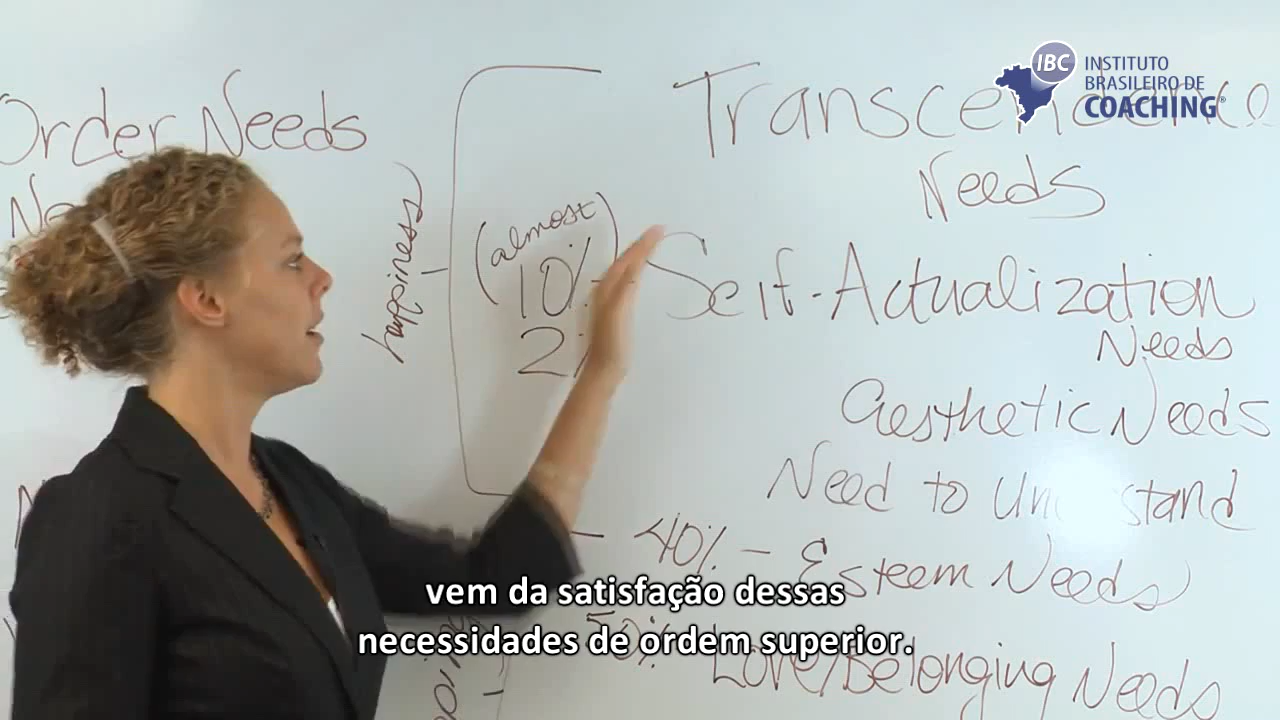 IBC
INSTITUTO
BRASILEIRO DE
COACHING®
Order Needs
Transcendence
Needs
happiness
(almost)
10% - Self-Actualization
2%
Needs
Aesthetic Needs
Need to Understand
- 40% - Esteem Needs
50% Love/Belonging Needs
vem da satisfação dessas
necessidades de ordem superior.